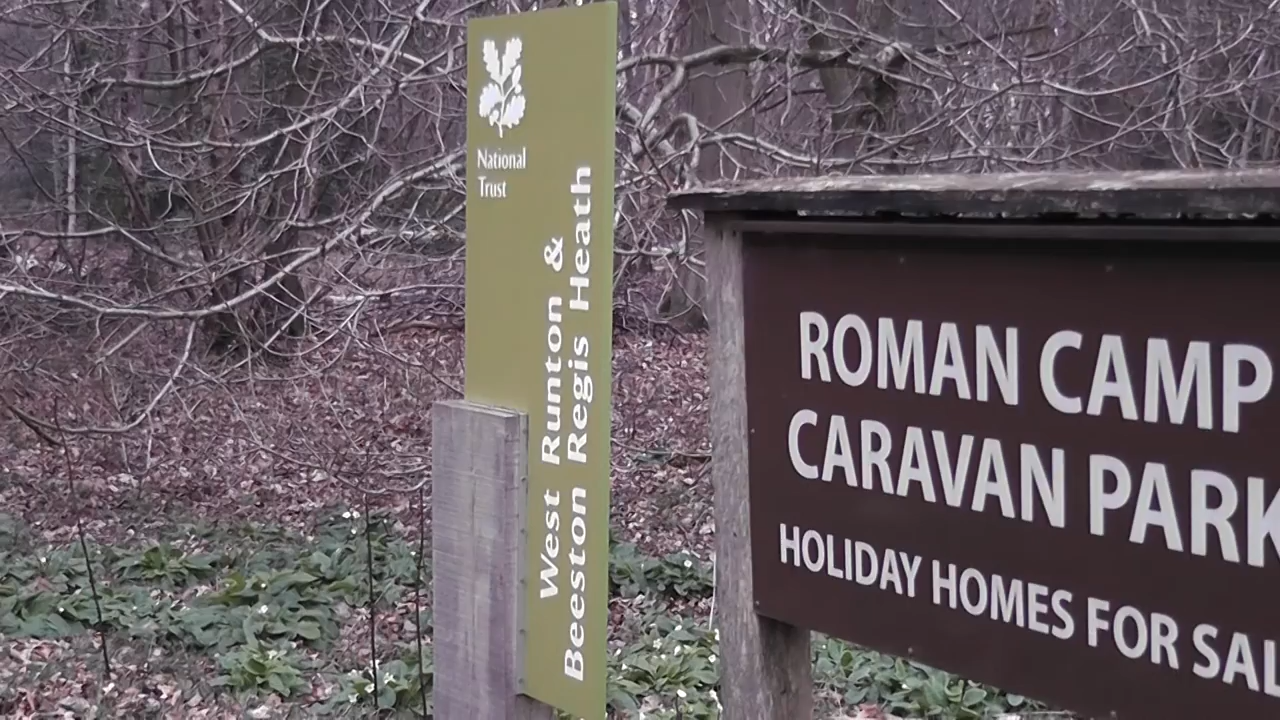 National
Trust
West Runton &
Beeston Regis Heath
ROMAN CAMP
CARAVAN PARK
HOLIDAY HOMES FOR SAL